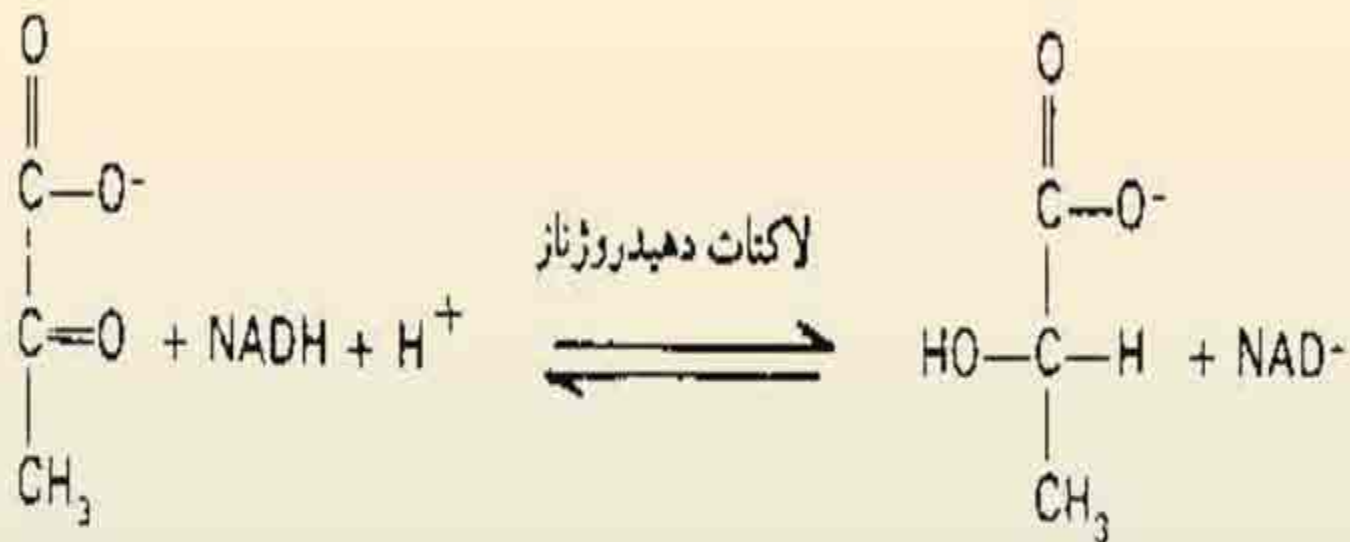 O O
C—O- C—O-
لاکتات دهیدروژناز
C=O + NADH + H+ HO—C—H + NAD-
CH3 CH3